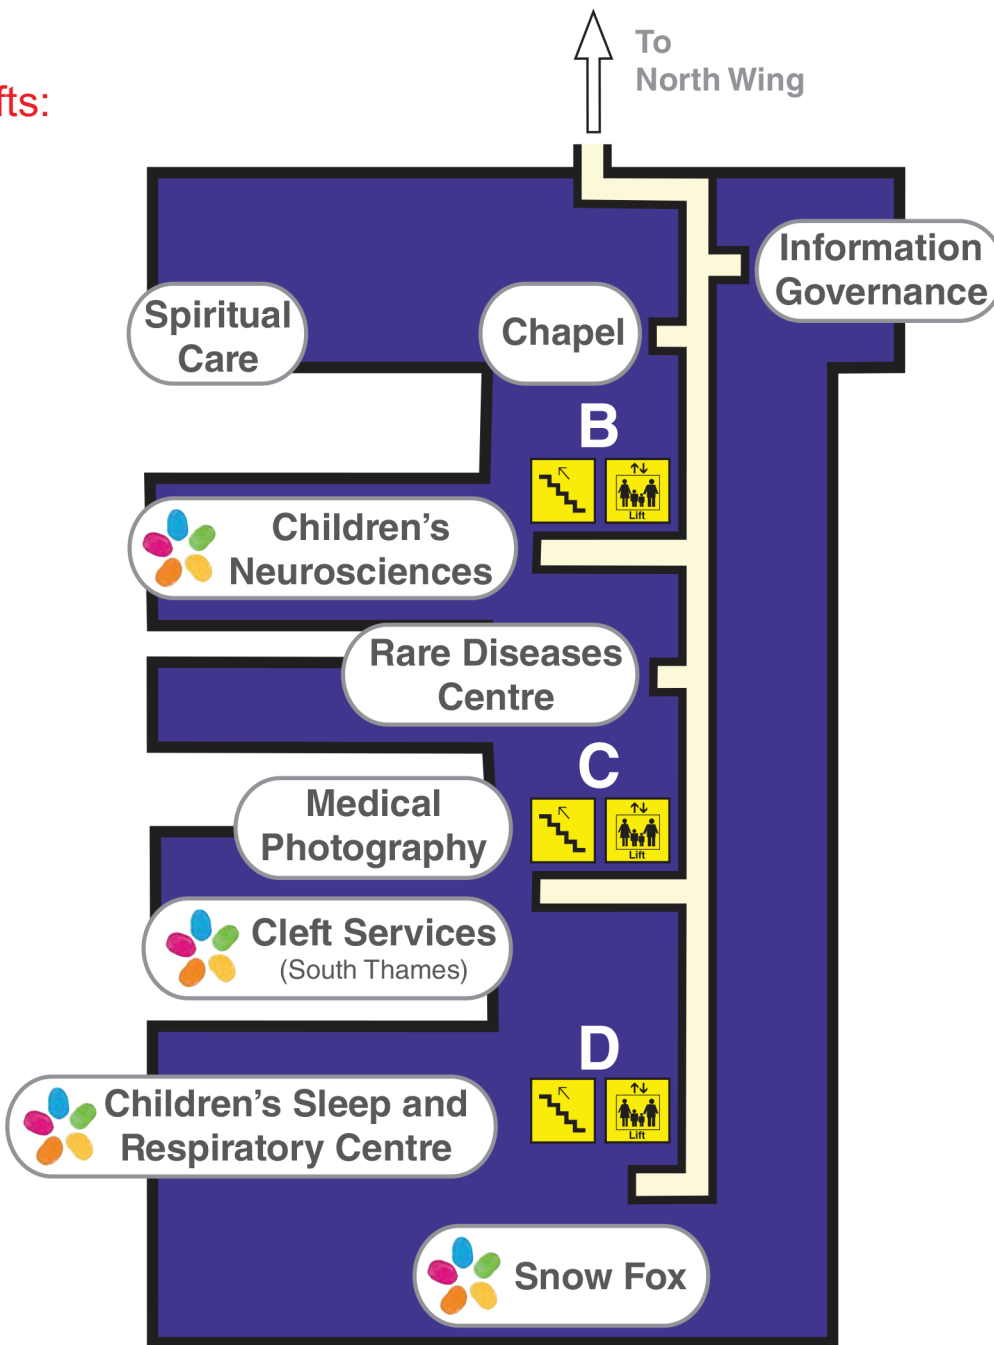 To
North Wing
fts:
Information
Governance
Spiritual
Care
Chapel
B
Lift
Children's
Neurosciences
Rare Diseases
Centre
C
Medical
Photography
Lift
Cleft Services
(South Thames)
D
Children's Sleep and
Respiratory Centre
Lift
Snow Fox